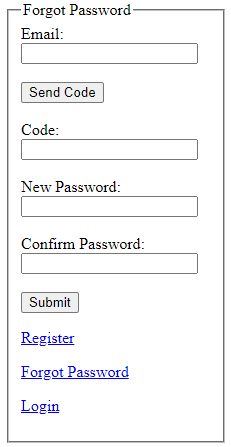 Forgot Password
Email:
Send Code
Code:
New Password:
Confirm Password:
Submit
Register
Forgot Password
Login